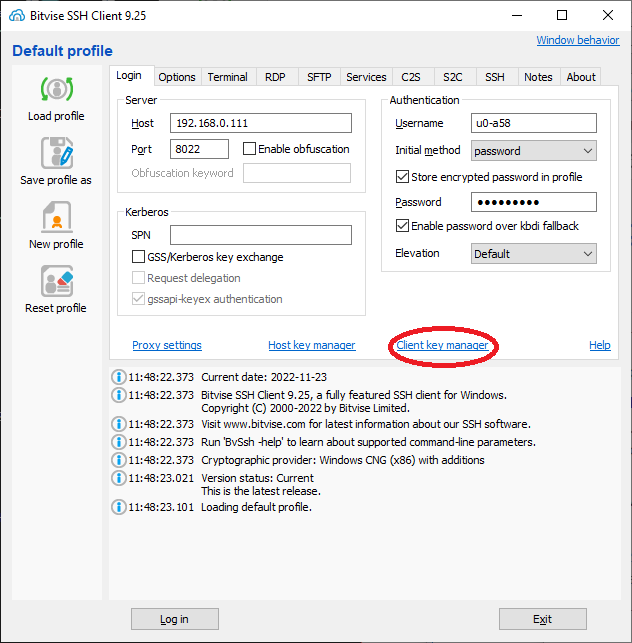 Bitvise SSH Client 9.25
Window behavior
Default profile
Load profile
Save profile as
New profile
Reset profile
Login Options Terminal RDP SFTP Services C2S S2C SSH Notes About
Server
Host 192.168.0.111
Port 8022 Enable obfuscation
Obfuscation keyword
Kerberos
SPN
GSS/Kerberos key exchange
Request delegation
gssapi-keyex authentication
Authentication
Username u0-a58
Initial method password
Store encrypted password in profile
Password ●●●●●●●●●
Enable password over kbdi fallback
Elevation Default
Proxy settings Host key manager Client key manager Help
11:48:22.373 Current date: 2022-11-23
11:48:22.373 Bitvise SSH Client 9.25, a fully featured SSH client for Windows.
Copyright (C) 2000-2022 by Bitvise Limited.
11:48:22.373 Visit www.bitvise.com for latest information about our SSH software.
11:48:22.373 Run 'BvSsh -help' to learn about supported command-line parameters.
11:48:22.373 Cryptographic provider: Windows CNG (x86) with additions
11:48:23.021 Version status: Current
This is the latest release.
11:48:23.101 Loading default profile.
Log in Exit